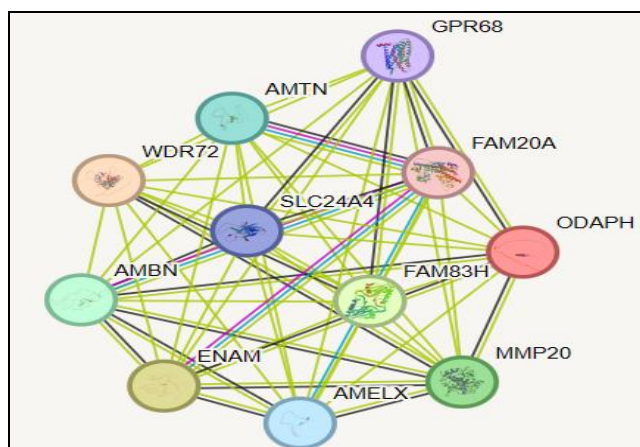 GPR68
AMTN
FAM20A
WDR72
SLC24A4
ODAPH
FAM83H
AMBN
ENAM
MMP20
AMELX